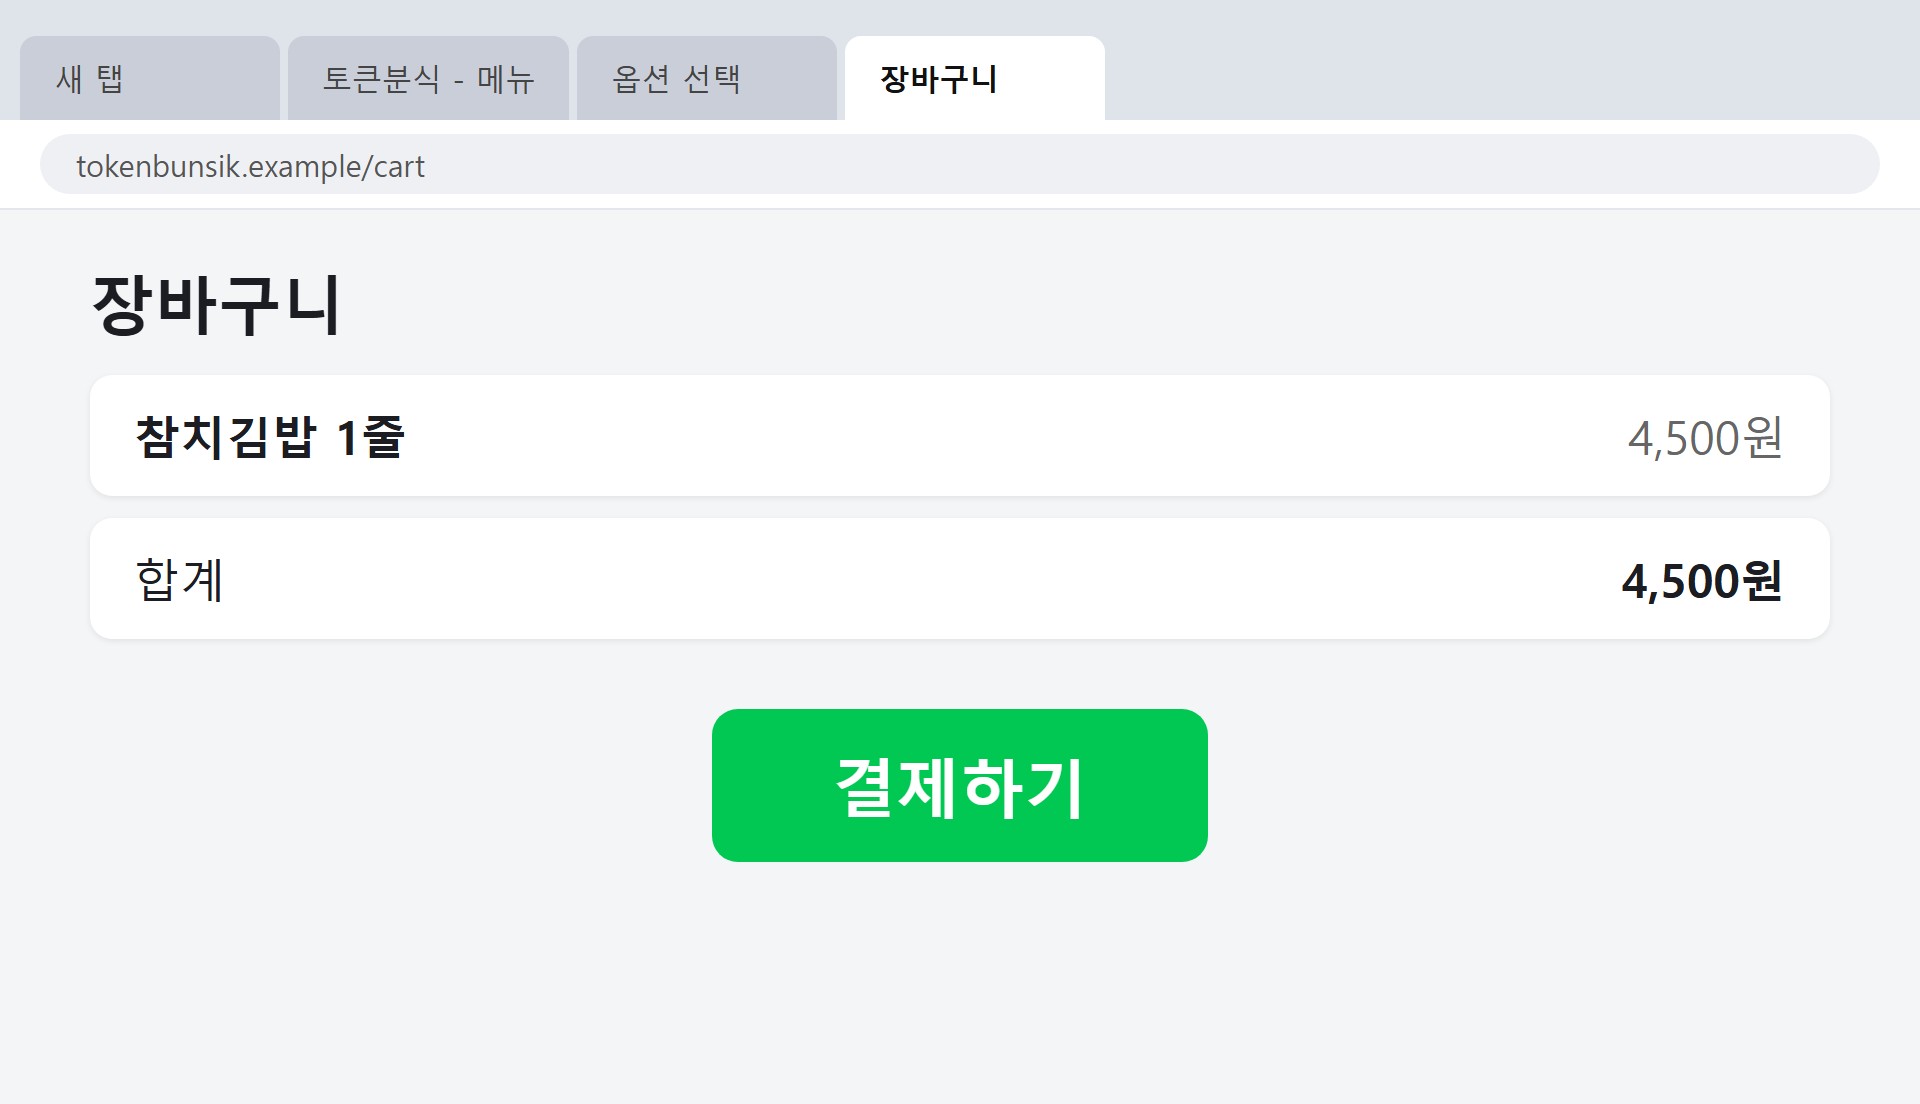 새 탭
토큰분식 - 메뉴
옵션 선택
장바구니
tokenbunsik.example/cart
장바구니
참치김밥 1줄 4,500원
합계 4,500원
결제하기